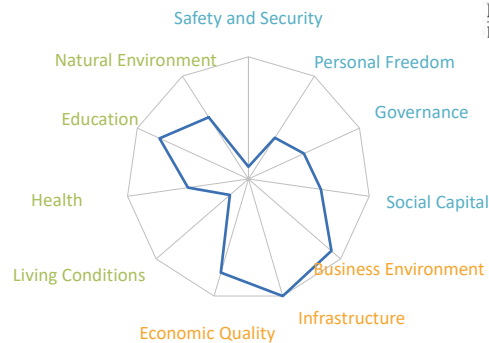 Safety and Security
Natural Environment
Personal Freedom
Governance
Education
Health
Social Capital
Living Conditions
Business Environment
Infrastructure
Economic Quality